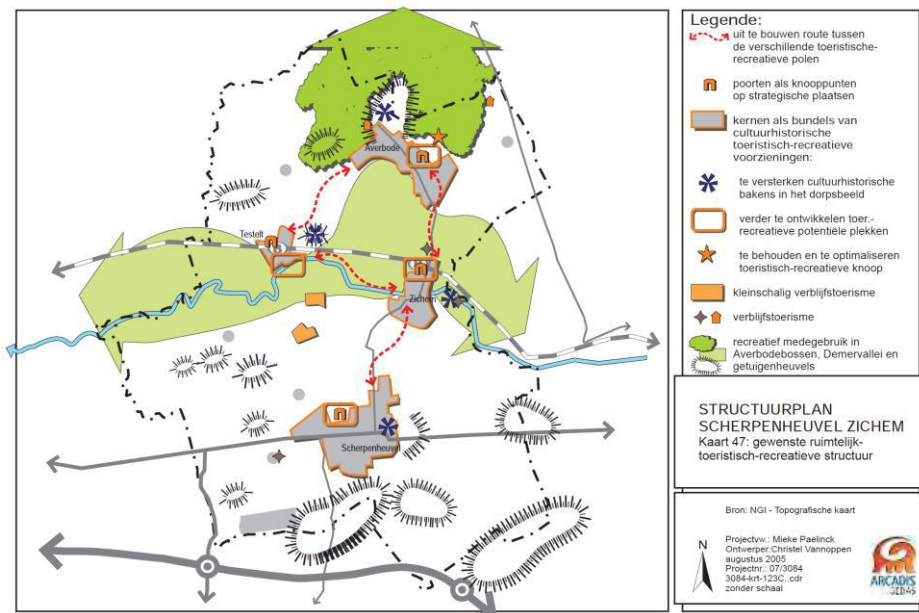 Averbode
Testelt
Zichem
Scherpenheuvel
Legende:
uit te bouwen route tussen
de verschillende toeristische-
recreatieve polen
poorten als knooppunten
op strategische plaatsen
kernen als bundels van
cultuurhistorische
toeristisch-recreatieve
voorzieningen:
te versterken cultuurhistorische
bakens in het dorpsbeeld
verder te ontwikkelen toer.-
recreatieve potentiële plekken
te behouden en te optimaliseren
toeristisch-recreatieve knoop
kleinschalig verblijfstoerisme
verblijfstoerisme
recreatief medegebruik in
Averbodebossen, Demervallei en
getuigenheuvels
STRUCTUURPLAN
SCHERPENHEUVEL ZICHEM
Kaart 47: gewenste ruimtelijk-
toeristisch-recreatieve structuur
Bron: NGI - Topografische kaart
N
Projectvw.: Mieke Paelinck
Ontwerper:Christel Vannoppen
augustus 2005
Projectnr.: 07/3084
3084-krt-123C..cdr
zonder schaal
ARCADIS
GEDAS